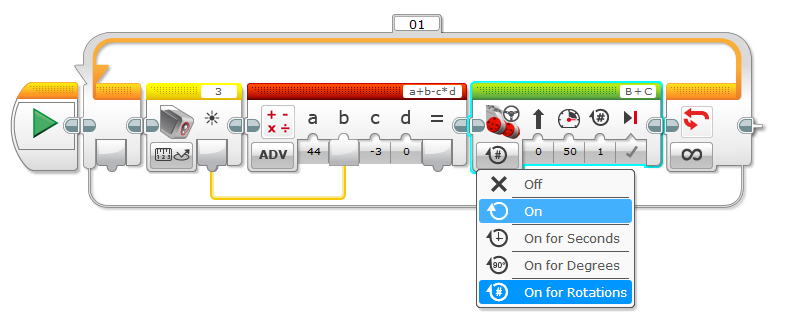 01
3
a+b-c*d
B+C
a b c d =
ADV 44 -3 0
0 50 1
#
Off
On
On for Seconds
90° On for Degrees
# On for Rotations